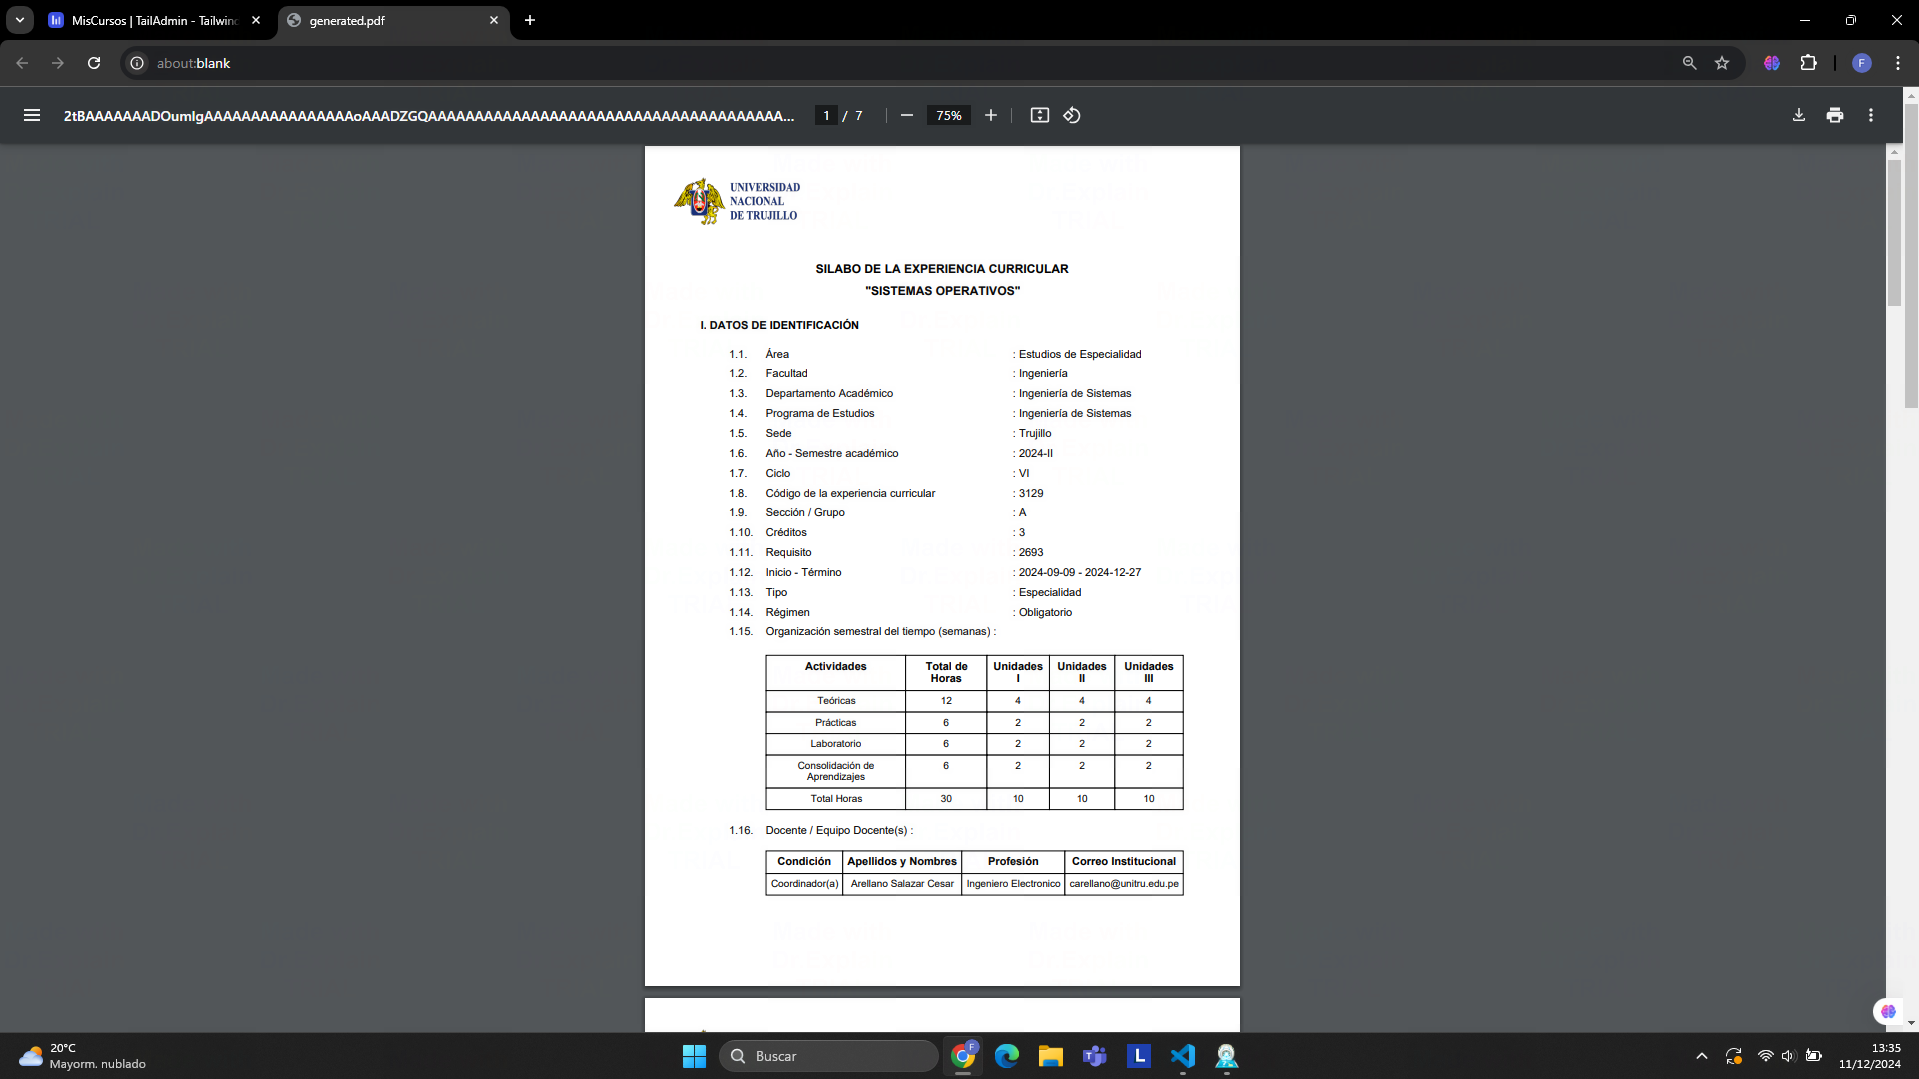 MisCursos | TailAdmin - Tailwind
generated.pdf
about:blank
F
2tBAAAAAAADOumIgAAAAAAAAAAAAAAAAoAAADZGQAAAAAAAAAAAAAAAAAAAAAAAAAAAAAAAAAAAAAA...
1 / 7
75%
UNIVERSIDAD
NACIONAL
DE TRUJILLO
SILABO DE LA EXPERIENCIA CURRICULAR
"SISTEMAS OPERATIVOS"
I. DATOS DE IDENTIFICACIÓN
1.1. Área : Estudios de Especialidad
1.2. Facultad : Ingeniería
1.3. Departamento Académico : Ingeniería de Sistemas
1.4. Programa de Estudios : Ingeniería de Sistemas
1.5. Sede : Trujillo
1.6. Año - Semestre académico : 2024-II
1.7. Ciclo : VI
1.8. Código de la experiencia curricular : 3129
1.9. Sección / Grupo : A
1.10. Créditos : 3
1.11. Requisito : 2693
1.12. Inicio - Término : 2024-09-09 - 2024-12-27
1.13. Tipo : Especialidad
1.14. Régimen : Obligatorio
1.15. Organización semestral del tiempo (semanas) :
Actividades Total de Horas Unidades I Unidades II Unidades III
Teóricas 12 4 4 4
Prácticas 6 2 2 2
Laboratorio 6 2 2 2
Consolidación de Aprendizajes 6 2 2 2
Total Horas 30 10 10 10
1.16. Docente / Equipo Docente(s) :
Condición Apellidos y Nombres Profesión Correo Institucional
Coordinador(a) Arellano Salazar Cesar Ingeniero Electronico carellano@unitru.edu.pe
20°C
Mayorm. nublado
Buscar
F
L
13:35
11/12/2024